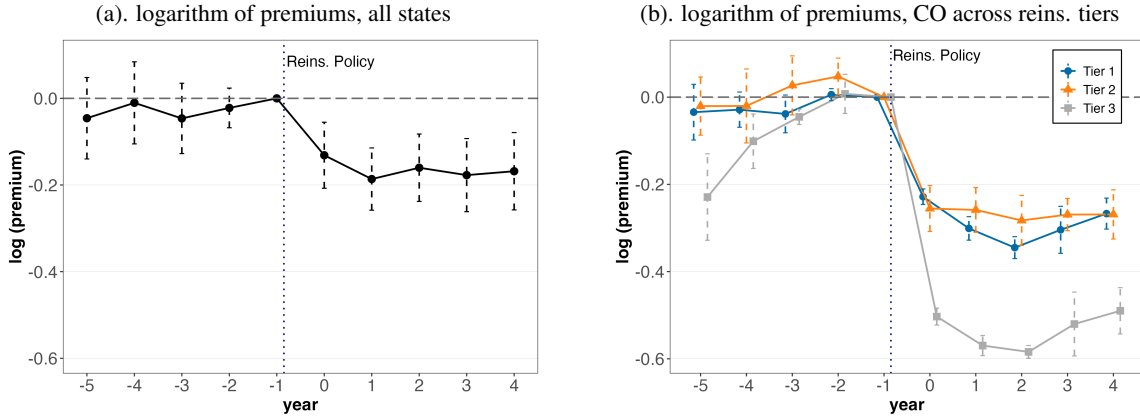 (a). logarithm of premiums, all states
Reins. Policy
0.0
-0.2
-0.4
-0.6
log (premium)
-5 -4 -3 -2 -1 0 1 2 3 4
year
(b). logarithm of premiums, CO across reins. tiers
Reins. Policy
Tier 1
Tier 2
Tier 3
0.0
-0.2
-0.4
-0.6
log (premium)
-5 -4 -3 -2 -1 0 1 2 3 4
year